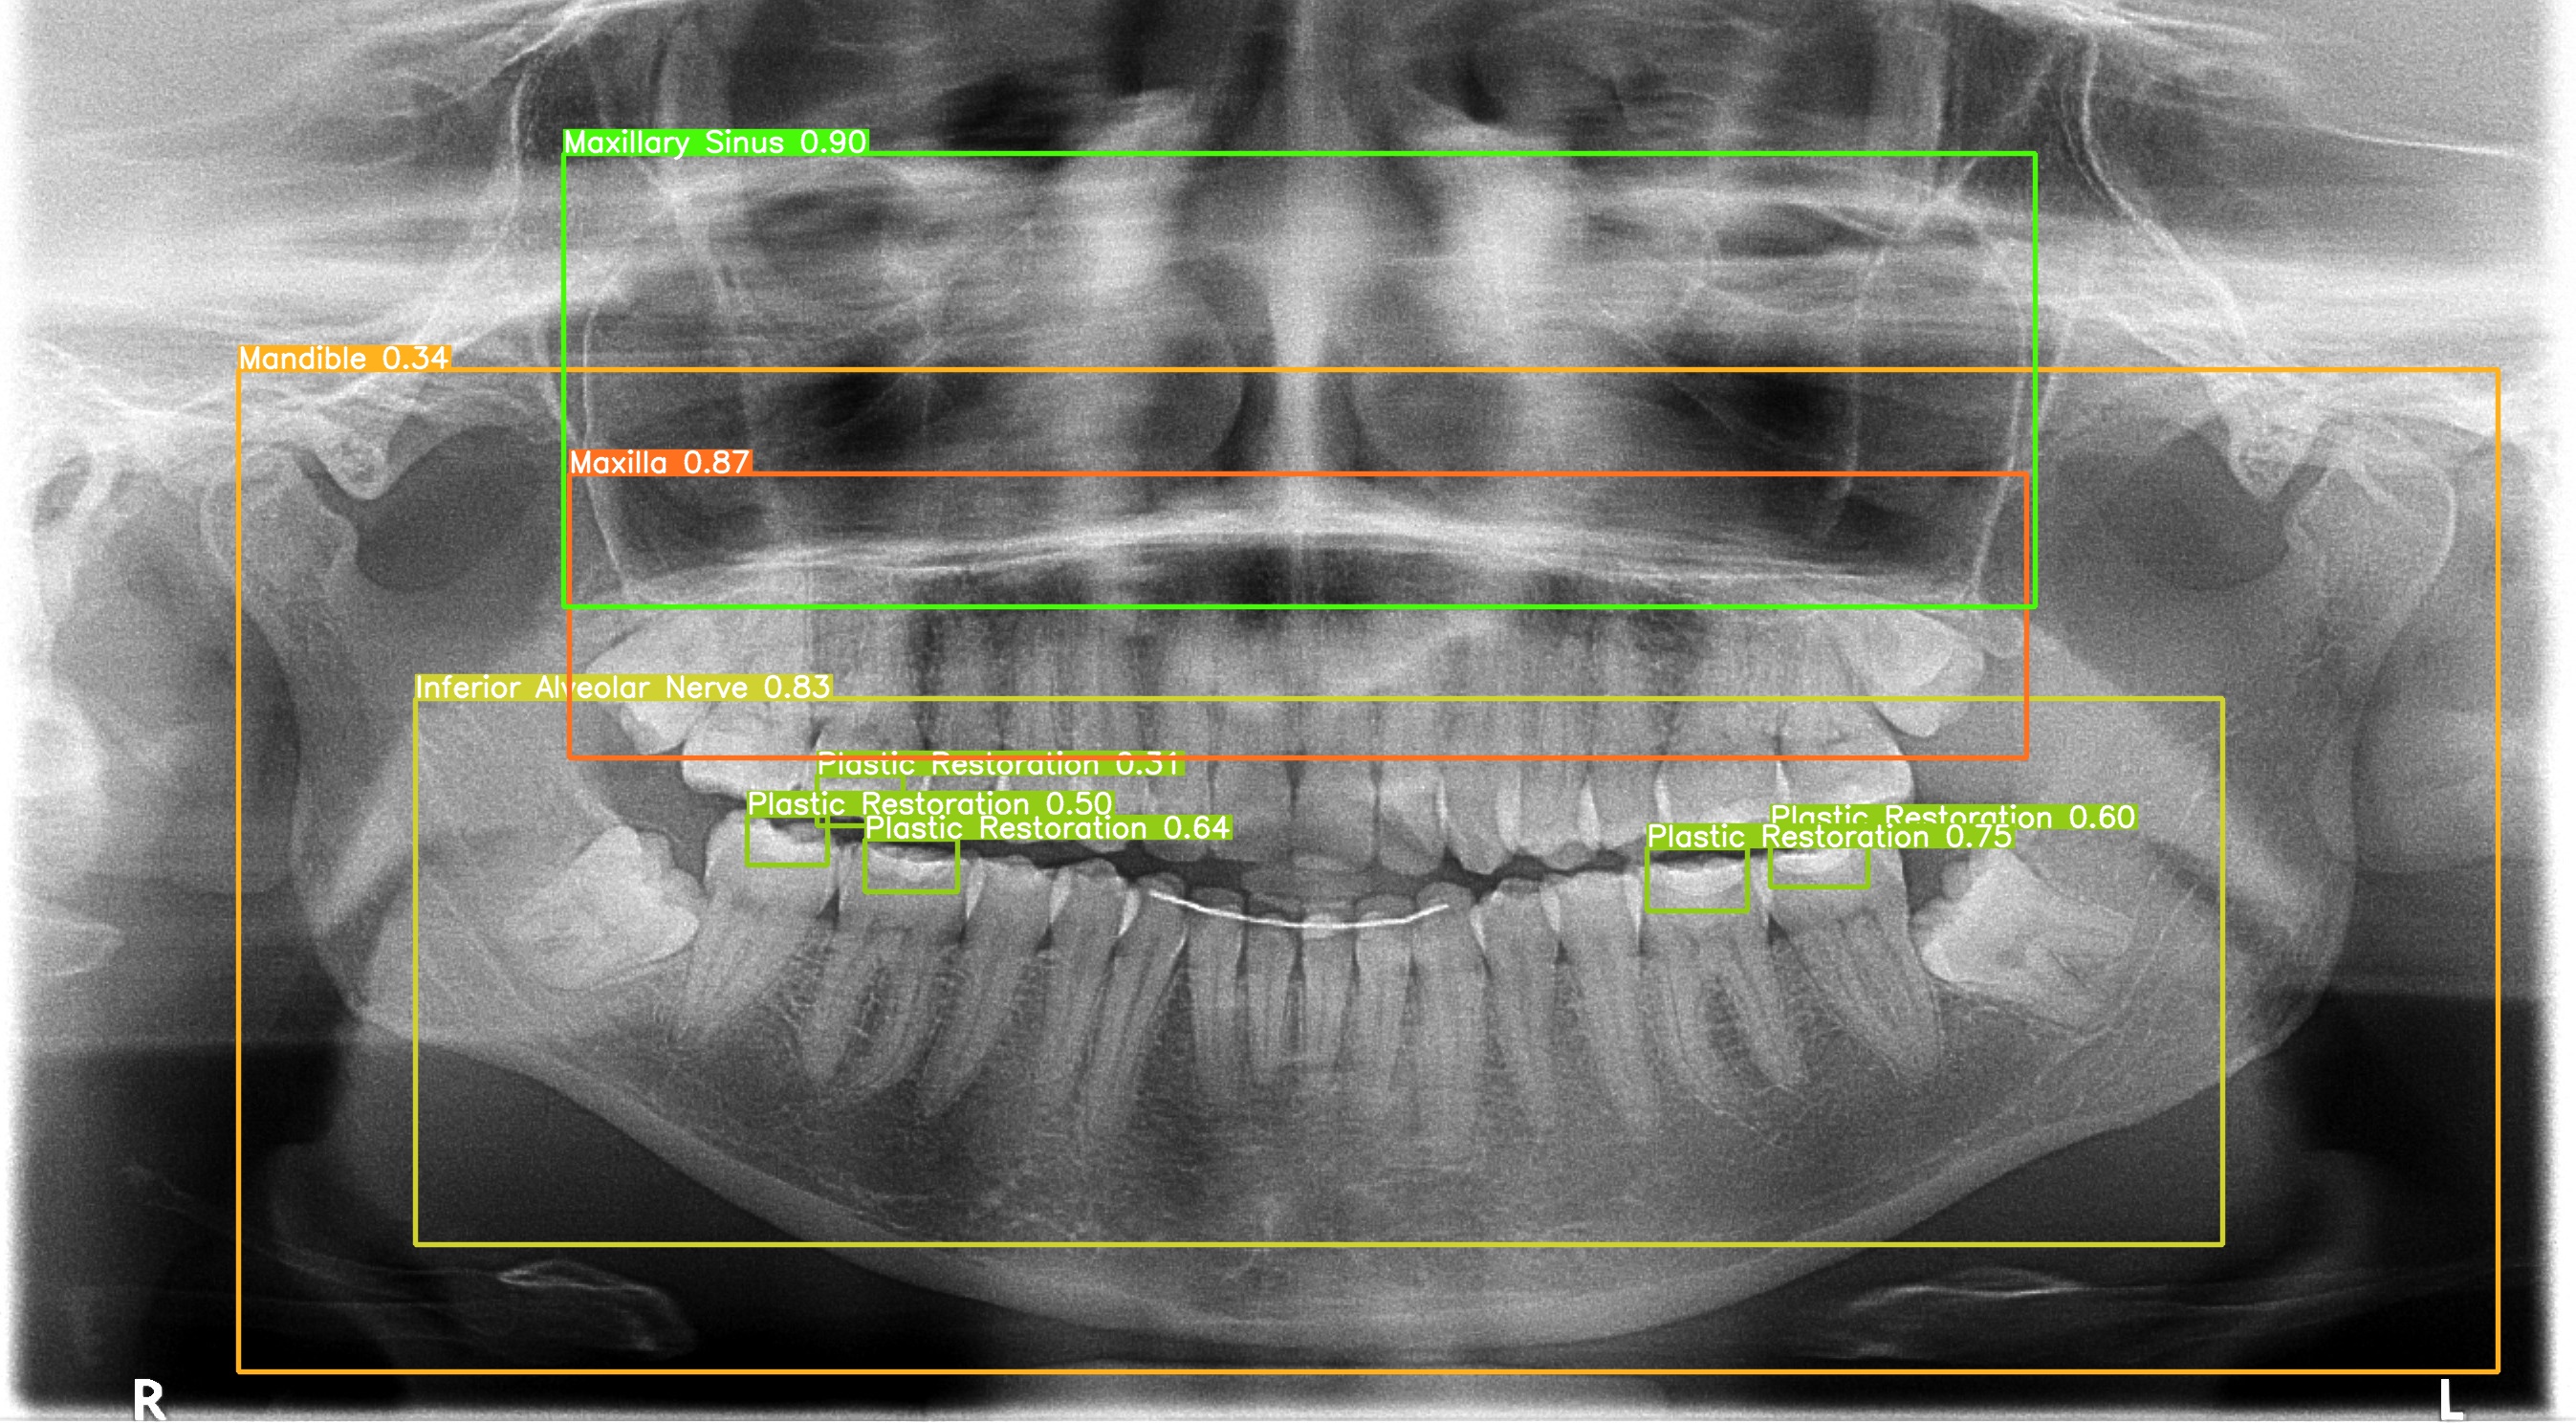 Maxillary Sinus 0.90
Mandible 0.34
Maxilla 0.87
Inferior Alveolar Nerve 0.83
Plastic Restoration 0.31
Plastic Restoration 0.50
Plastic Restoration 0.64
Plastic Restoration 0.60
Plastic Restoration 0.75
R
L